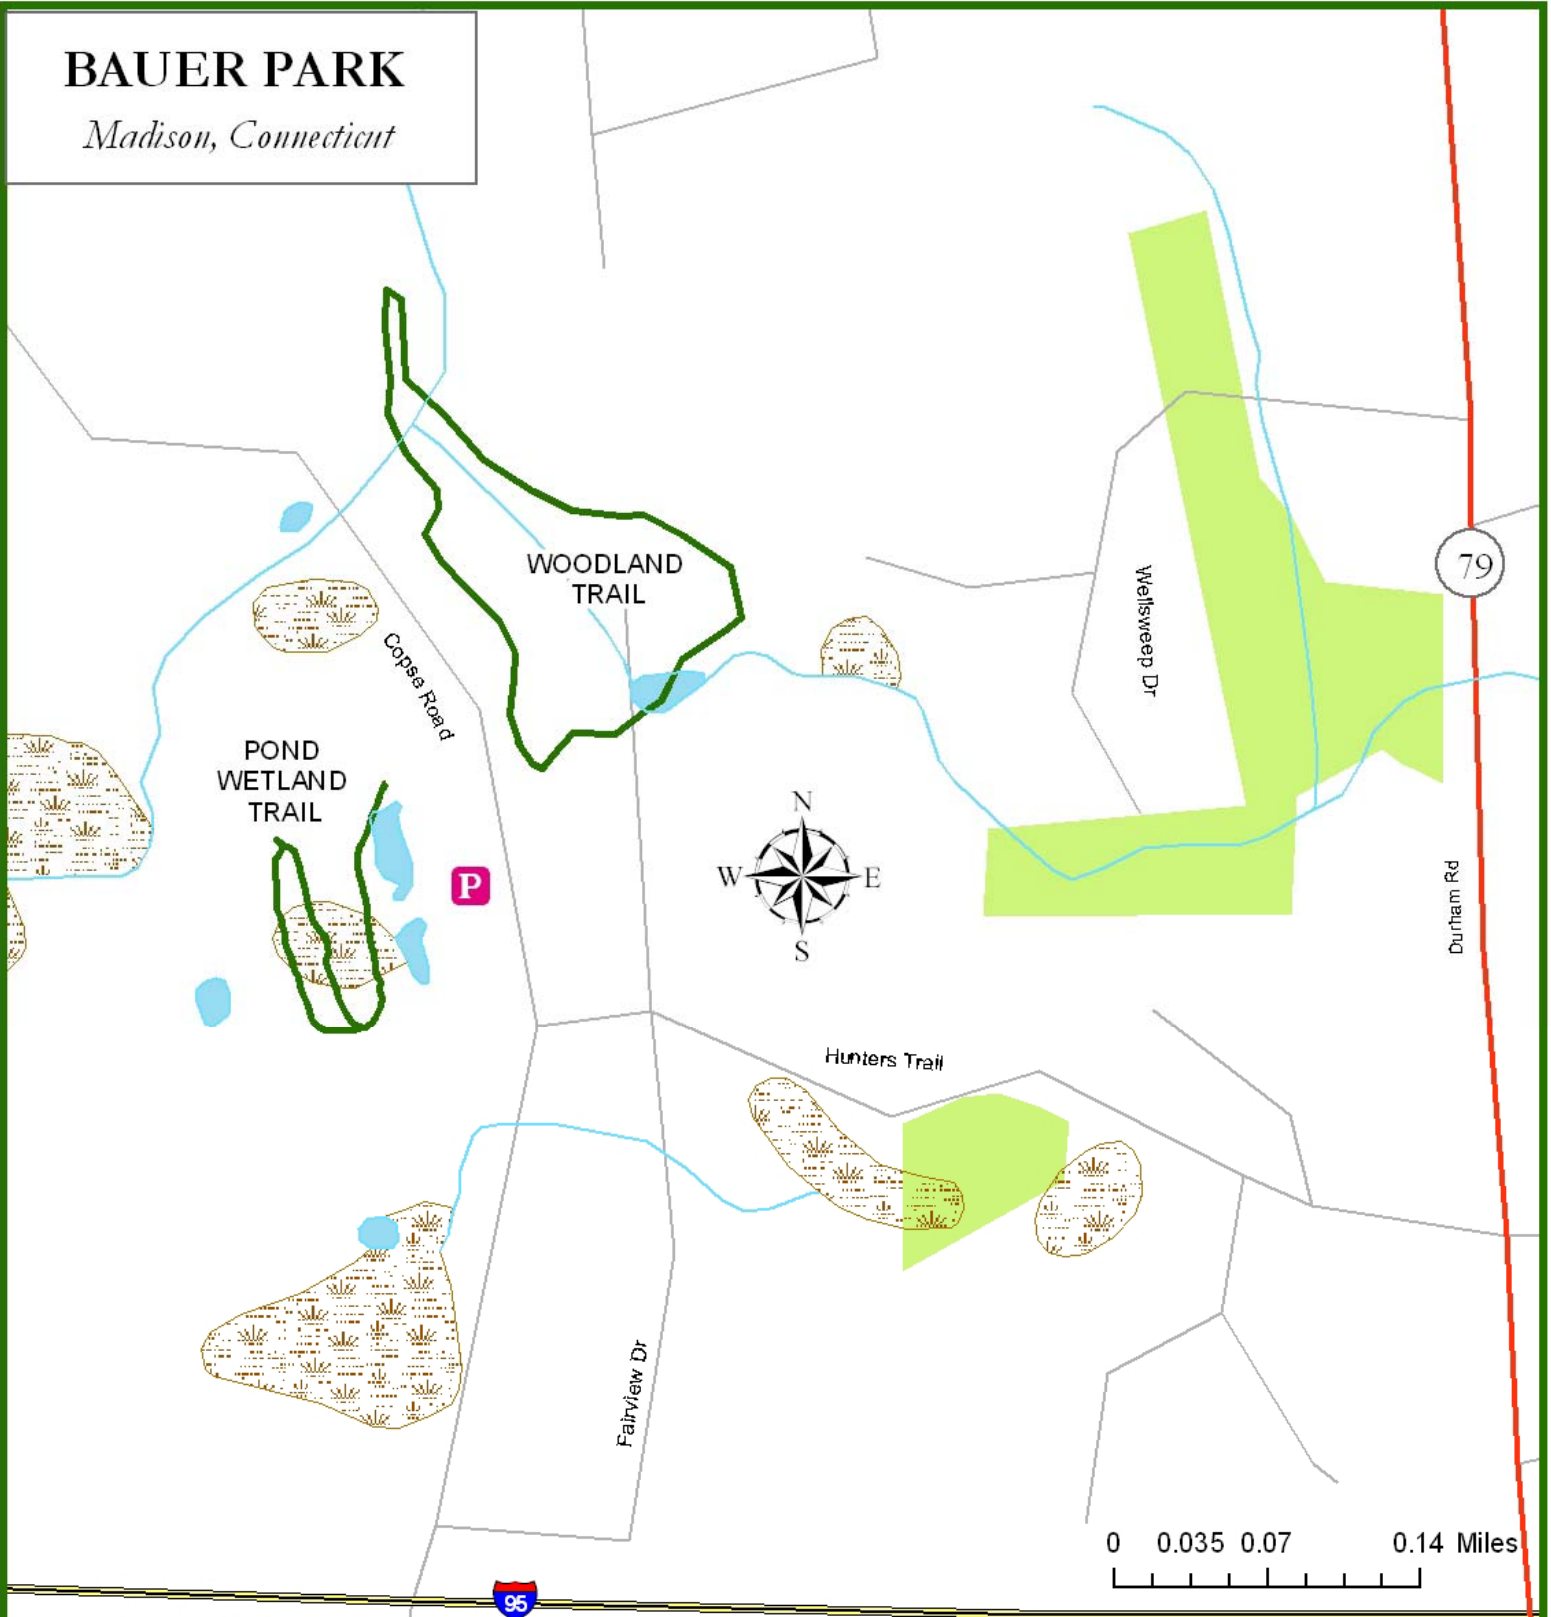 BAUER PARK
Madison, Connecticut
WOODLAND
TRAIL
79
Wellsweep Dr
Copse Road
POND
WETLAND
TRAIL
N
W E
S
P
Durham Rd
Hunters Trail
Fairview Dr
0 0.035 0.07 0.14 Miles
95